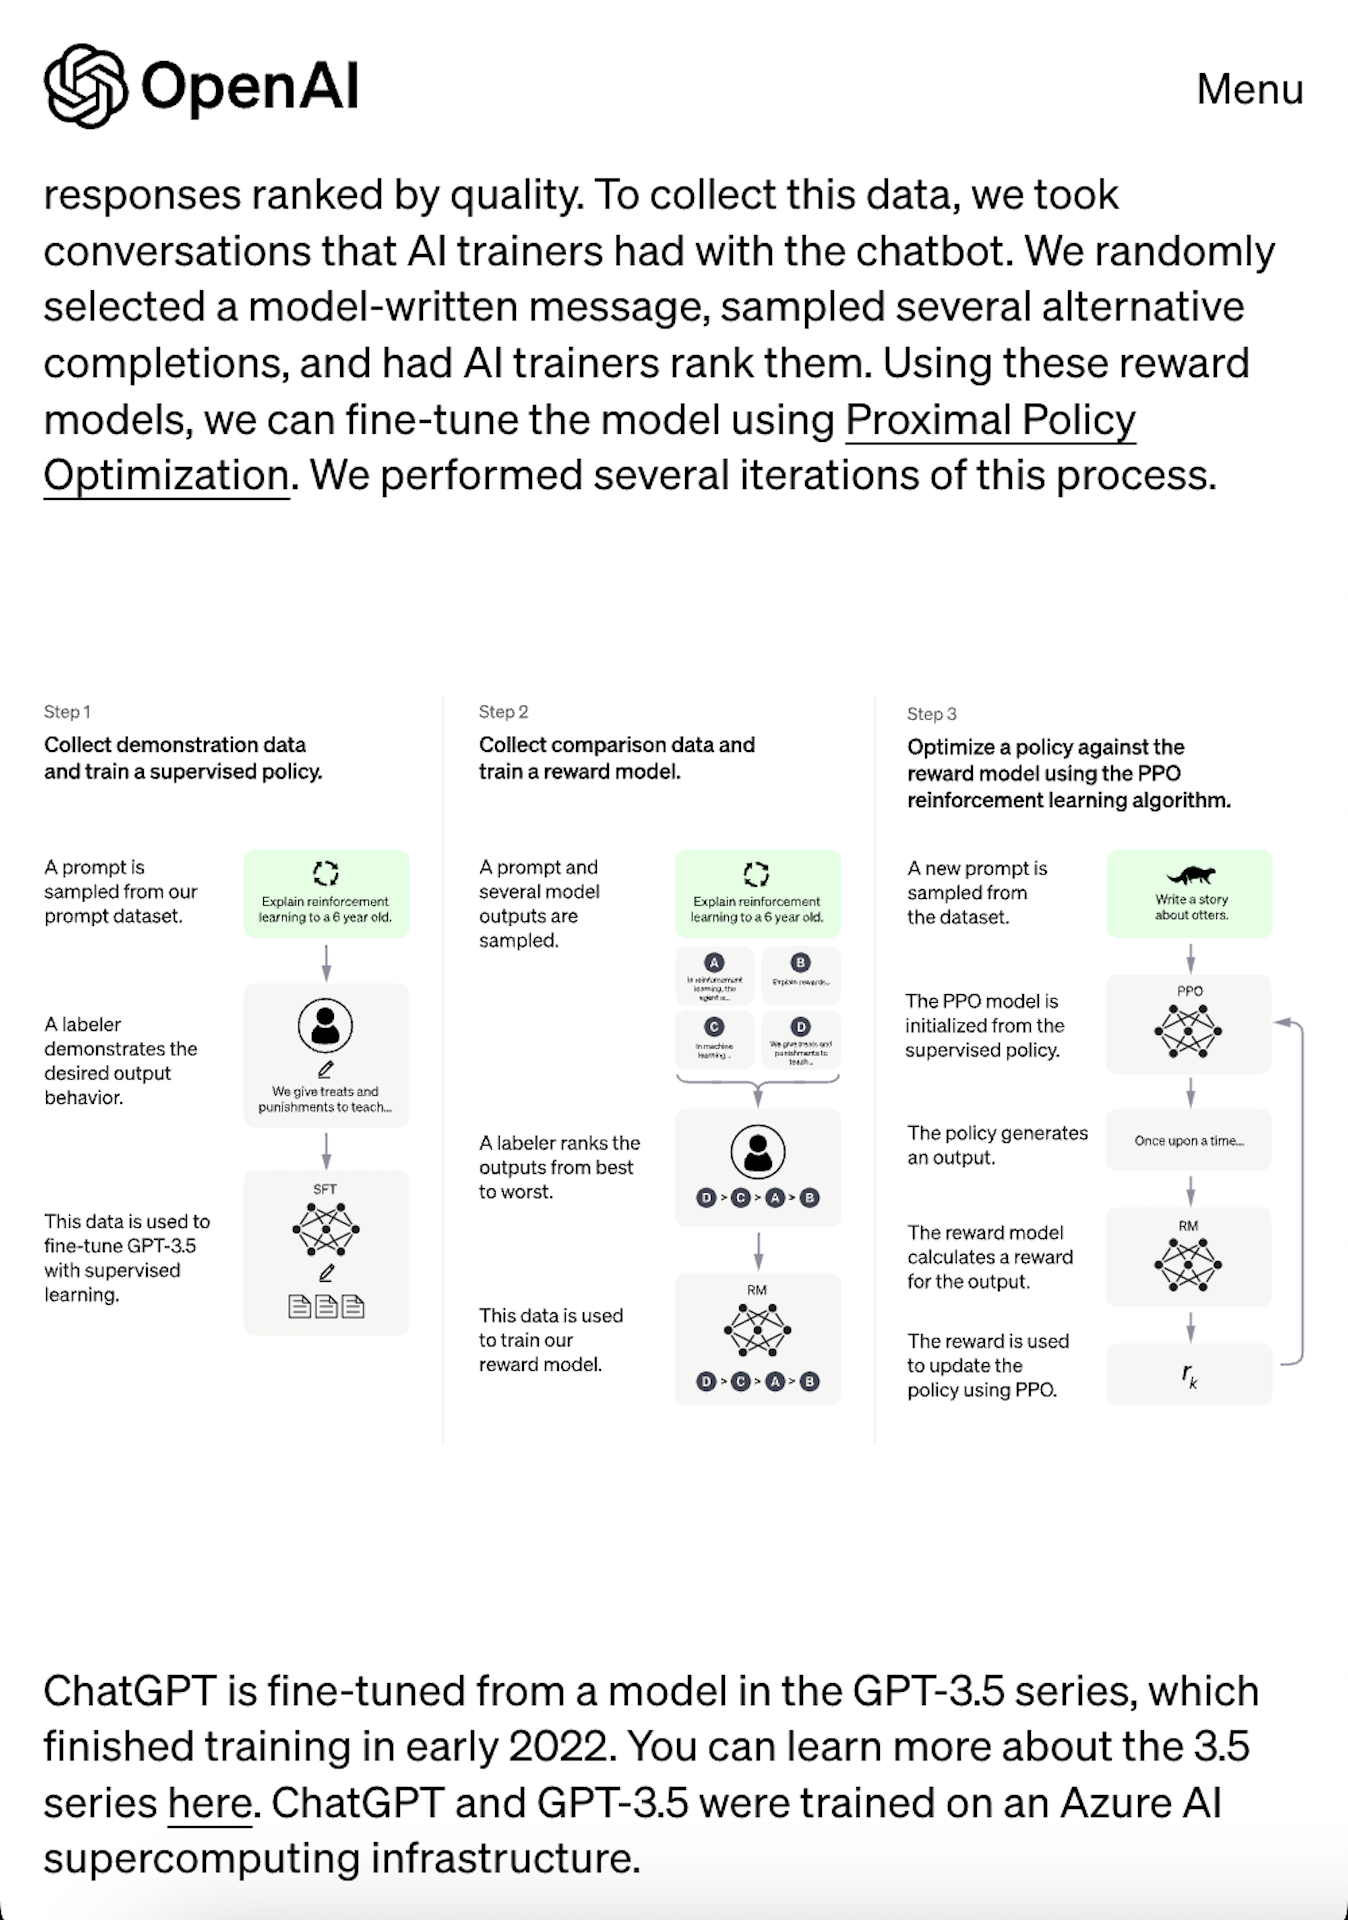 OpenAI
Menu
responses ranked by quality. To collect this data, we took
conversations that AI trainers had with the chatbot. We randomly
selected a model-written message, sampled several alternative
completions, and had AI trainers rank them. Using these reward
models, we can fine-tune the model using Proximal Policy
Optimization. We performed several iterations of this process.
Step 1
Collect demonstration data
and train a supervised policy.
A prompt is
sampled from our
prompt dataset.
Explain reinforcement
learning to a 6 year old.
A labeler
demonstrates the
desired output
behavior.
We give treats and
punishments to teach...
This data is used to
fine-tune GPT-3.5
with supervised
learning.
SFT
Step 2
Collect comparison data and
train a reward model.
A prompt and
several model
outputs are
sampled.
Explain reinforcement
learning to a 6 year old.
A
In reinforcement
learning, the
agent is...
B
Explain rewards...
C
In machine
learning...
D
We give treats and
punishments to
teach...
A labeler ranks the
outputs from best
to worst.
D > C > A > B
This data is used
to train our
reward model.
RM
D > C > A > B
Step 3
Optimize a policy against the
reward model using the PPO
reinforcement learning algorithm.
A new prompt is
sampled from
the dataset.
Write a story
about otters.
The PPO model is
initialized from the
supervised policy.
PPO
The policy generates
an output.
Once upon a time...
The reward model
calculates a reward
for the output.
RM
The reward is used
to update the
policy using PPO.
rk
ChatGPT is fine-tuned from a model in the GPT-3.5 series, which
finished training in early 2022. You can learn more about the 3.5
series here. ChatGPT and GPT-3.5 were trained on an Azure AI
supercomputing infrastructure.